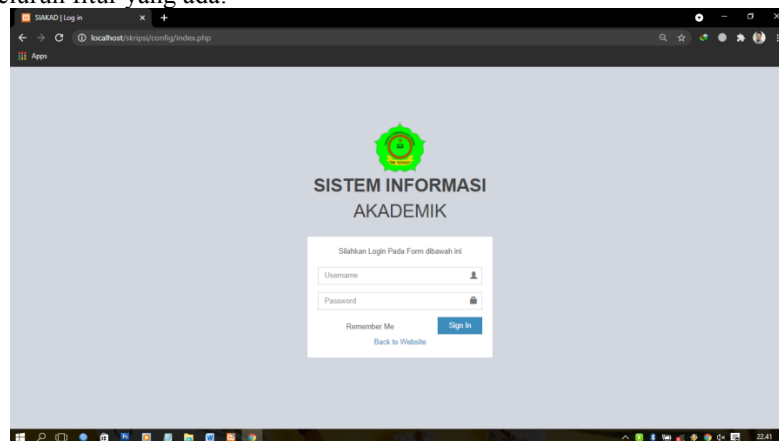 seluruh fitur yang ada.
SIAKAD | Log in
localhost/skripsi/config/index.php
Apps
SISTEM INFORMASI
AKADEMIK
Silahkan Login Pada Form dibawah ini
Username
Password
Remember Me
Sign In
Back to Website
22:41